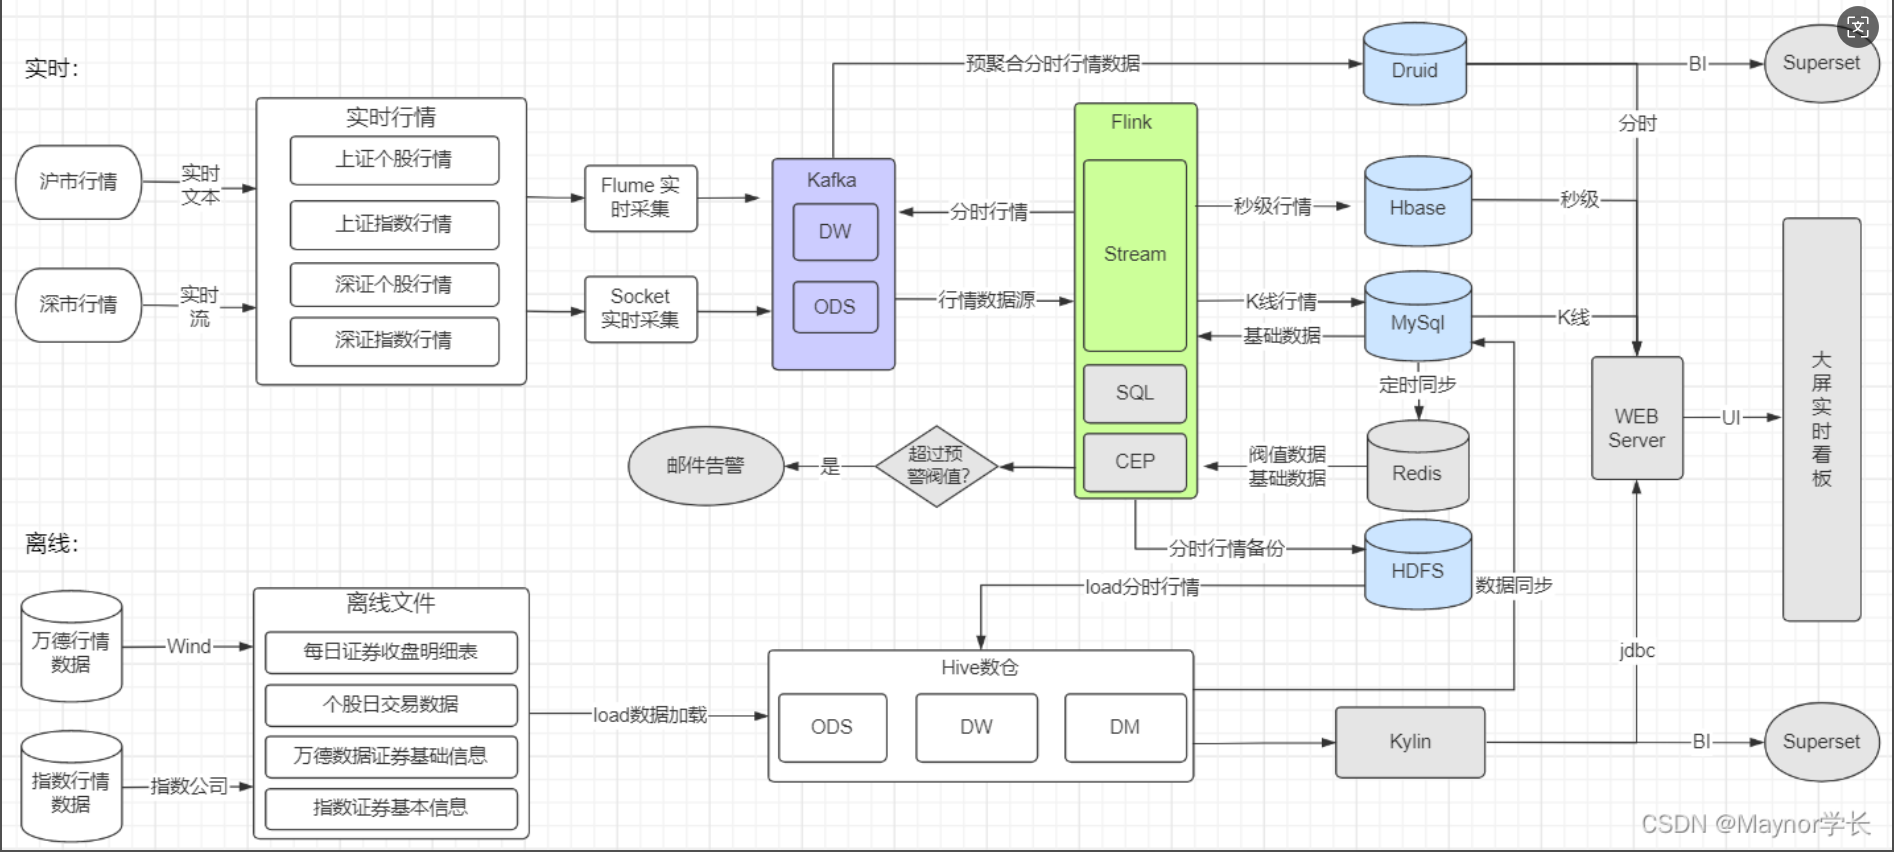 实时：
沪市行情
实时
文本
深市行情
实时
流
实时行情
上证个股行情
上证指数行情
深证个股行情
深证指数行情
Flume 实
时采集
Socket
实时采集
Kafka
DW
ODS
预聚合分时行情数据
分时行情
行情数据源
Flink
Stream
SQL
CEP
秒级行情
K线行情
基础数据
Druid
Hbase
MySql
定时同步
Redis
阀值数据
基础数据
超过预
警阀值?
是
邮件告警
分时行情备份
HDFS
load分时行情
数据同步
BI
Superset
分时
秒级
K线
WEB
Server
UI
大
屏
实
时
看
板
jdbc
离线：
万德行情
数据
Wind
指数行情
数据
指数公司
离线文件
每日证券收盘明细表
个股日交易数据
万德数据证券基础信息
指数证券基本信息
load数据加载
Hive数仓
ODS
DW
DM
Kylin
BI
Superset
CSDN @Maynor学长
文